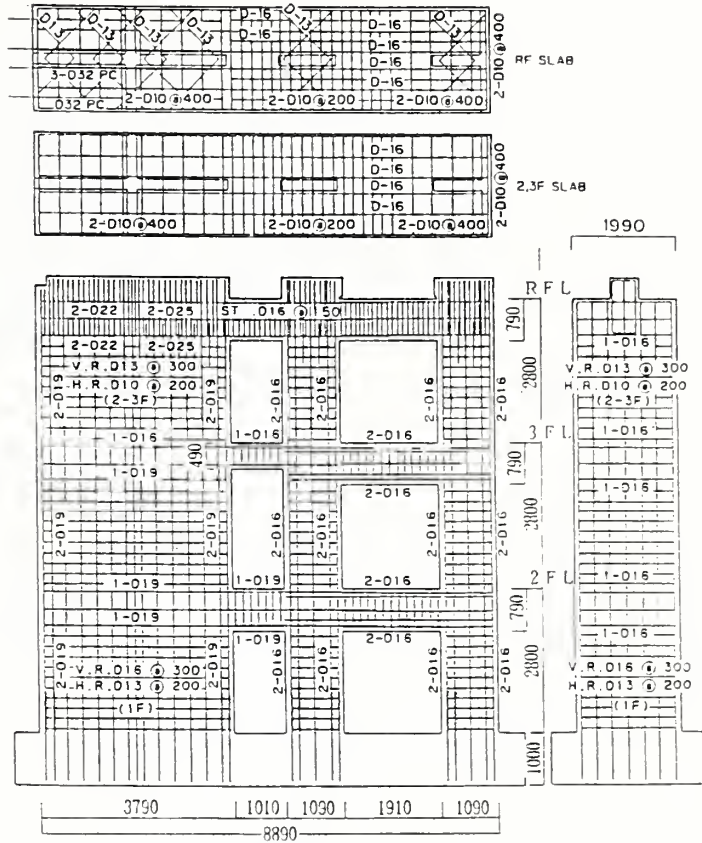 D-13 D-13 D-13 D-13 D-13
D-16
D-16
D-16
D-16
D-16
D-16
3-D32 PC
D32 PC
2-D10@400 2-D10@200 2-D10@400
2-D10@400
RF SLAB
D-16
D-16
D-16
D-16
2-D10@400 2-D10@200 2-D10@400
2-D10@400
2,3F SLAB
1990
RFL
2-D22 2-D25 ST .D16 @ 150
790
2-D22 2-D25
V.R.D13 @ 300
H.R.D10 @ 200
(2-3F)
2-D19 2-D19 2-D16 2-D16 2-D16 2-D16
2800
1-D16
V.R.D13 @ 300
H.R.D10 @ 200
(2-3F)
1-D16 1-D16 2-D16
3FL
1-D16
1-D19
490
790
2-D16
1-D16
2-D19 2-D19 2-D16 2-D16 2-D16 2-D16
2800
1-D19 1-D19 2-D16
2FL
1-D16
1-D19
790
1-D19 2-D16
1-D16
2-D19 2-D19 2-D16 2-D16 2-D16 2-D16
V.R.D16 @ 300
H.R.D13 @ 200
(1F)
2800
V.R.D16 @ 300
H.R.D13 @ 200
(1F)
1000
3790 1010 1090 1910 1090
8890